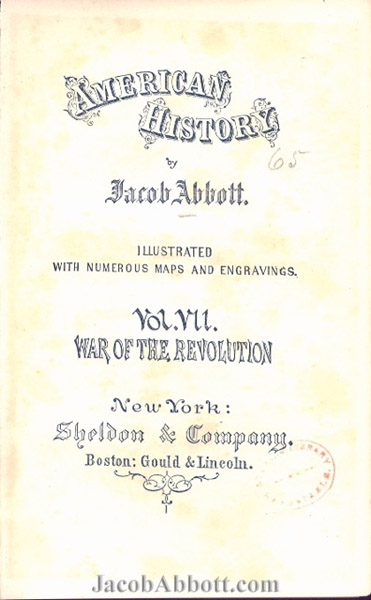 AMERICAN
HISTORY
by
65
Jacob Abbott.
ILLUSTRATED
WITH NUMEROUS MAPS AND ENGRAVINGS.
Vol. VII.
WAR OF THE REVOLUTION
New York:
Sheldon & Company.
Boston: Gould & Lincoln.
JacobAbbott.com